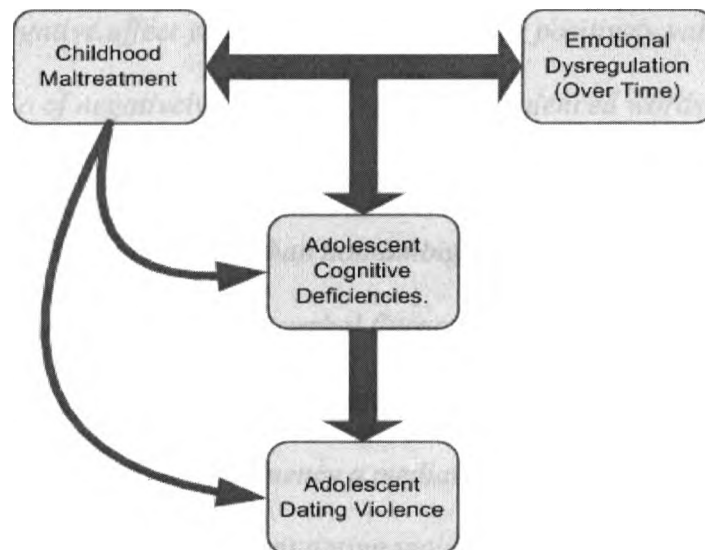 Childhood
Maltreatment
Emotional
Dysregulation
(Over Time)
Adolescent
Cognitive
Deficiencies.
Adolescent
Dating Violence